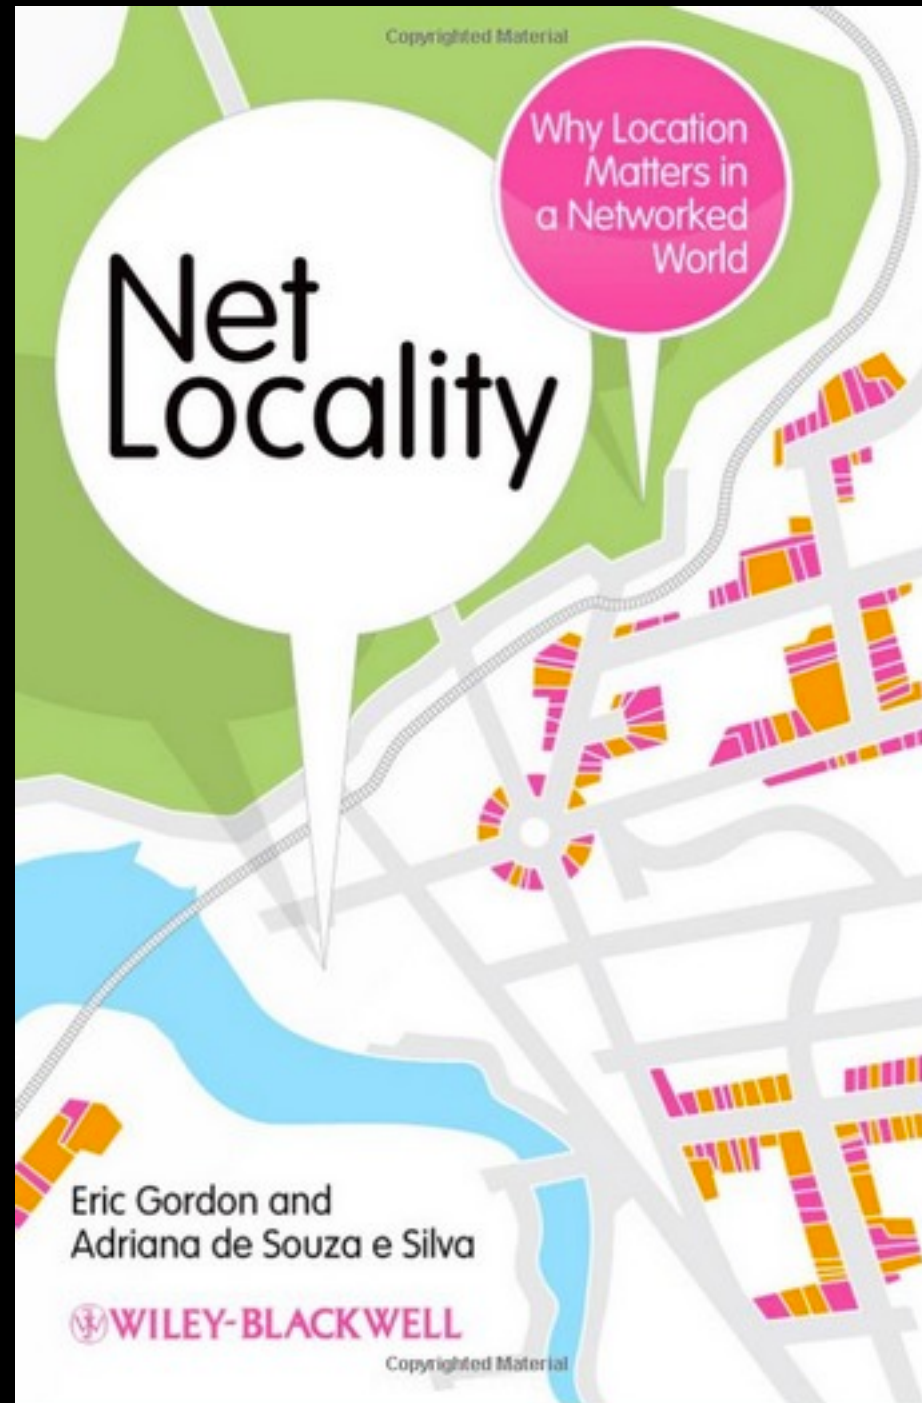 Copyrighted Material
Why Location
Matters in
a Networked
World
Net
Locality
Eric Gordon and
Adriana de Souza e Silva
WILEY-BLACKWELL
Copyrighted Material